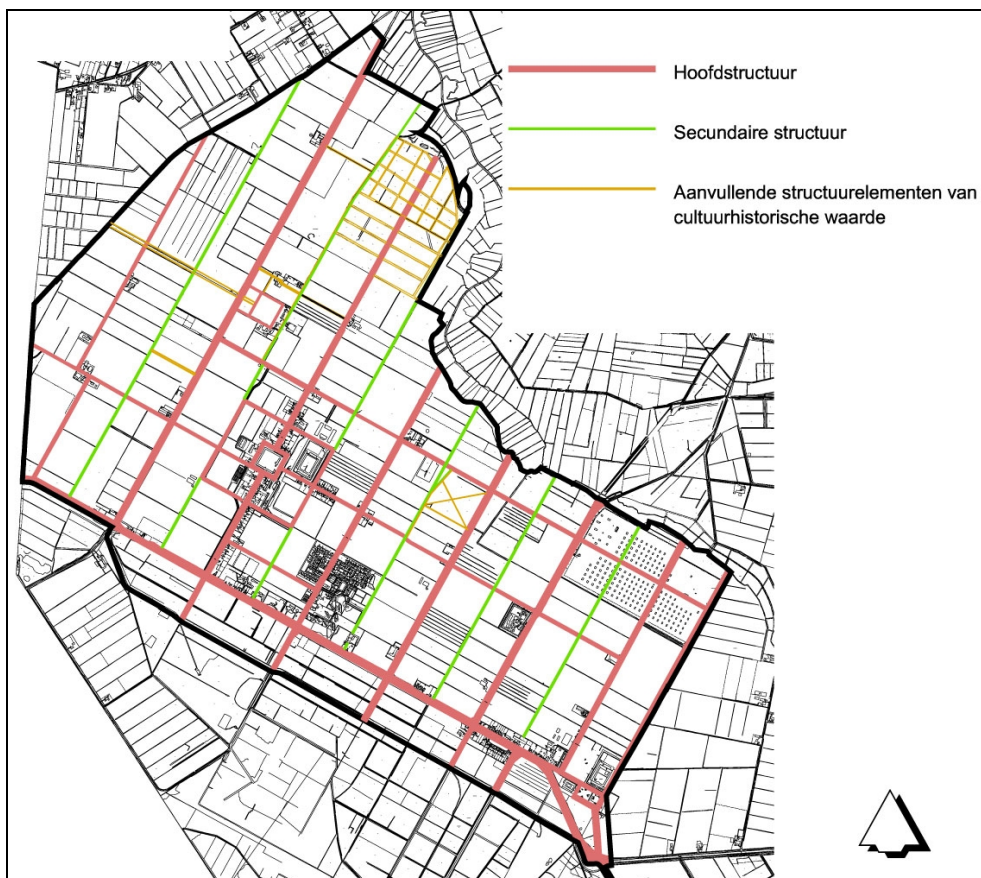 Hoofdstructuur
Secundaire structuur
Aanvullende structuurelementen van
cultuurhistorische waarde